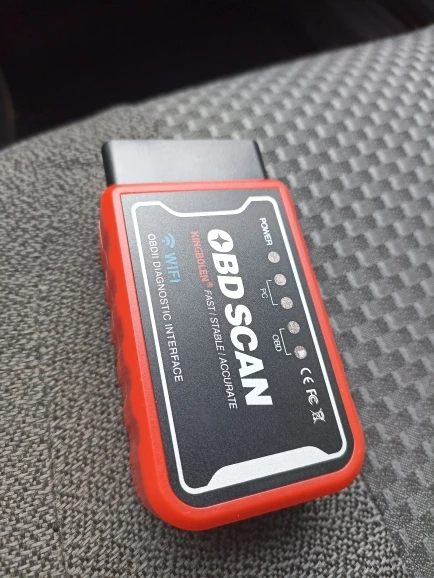 OBD SCAN
KINGBOLEN® FAST / STABLE / ACCURATE
WIFI
OBDII DIAGNOSTIC INTERFACE
POWER
PC
OBD
CE FC